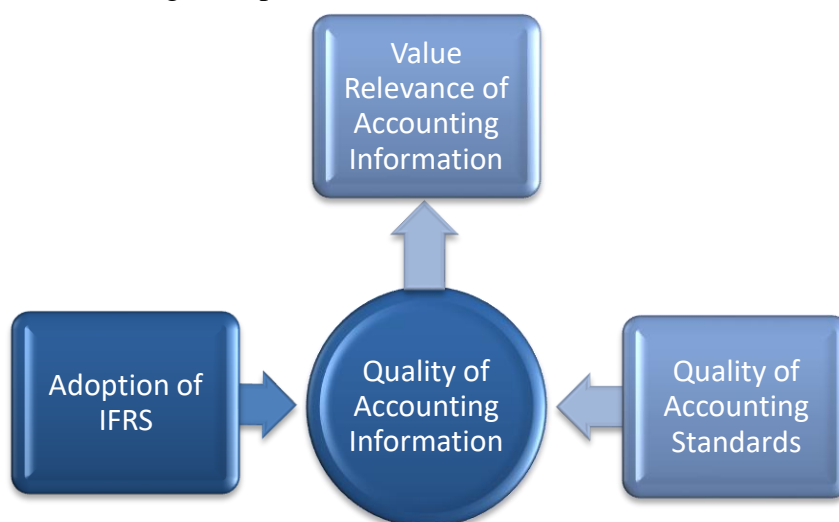 Value
Relevance of
Accounting
Information
Adoption of
IFRS
Quality of
Accounting
Information
Quality of
Accounting
Standards